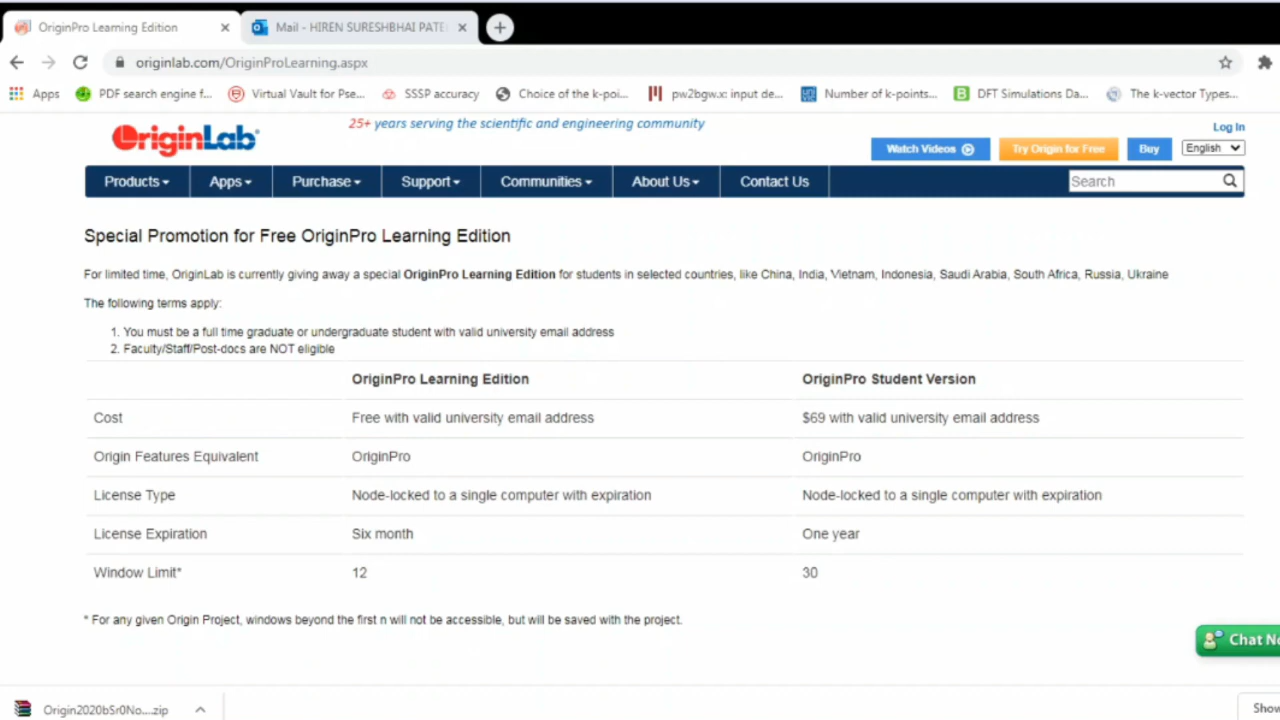 OriginPro Learning Edition
Mail - HIREN SURESHBHAI PATE
originlab.com/OriginProLearning.aspx
Apps PDF search engine f... Virtual Vault for Pse... SSSP accuracy Choice of the k-poi... pw2bgw.x: input de... Number of k-points... DFT Simulations Da... The k-vector Types...
OriginLab
25+ years serving the scientific and engineering community
Log In
Watch Videos Try Origin for Free Buy English
Products Apps Purchase Support Communities About Us Contact Us Search
Special Promotion for Free OriginPro Learning Edition
For limited time, OriginLab is currently giving away a special OriginPro Learning Edition for students in selected countries, like China, India, Vietnam, Indonesia, Saudi Arabia, South Africa, Russia, Ukraine
The following terms apply:
1. You must be a full time graduate or undergraduate student with valid university email address
2. Faculty/Staff/Post-docs are NOT eligible
OriginPro Learning Edition OriginPro Student Version
Cost Free with valid university email address $69 with valid university email address
Origin Features Equivalent OriginPro OriginPro
License Type Node-locked to a single computer with expiration Node-locked to a single computer with expiration
License Expiration Six month One year
Window Limit* 12 30
* For any given Origin Project, windows beyond the first n will not be accessible, but will be saved with the project.
Chat No
Origin2020bSr0No....zip
Show